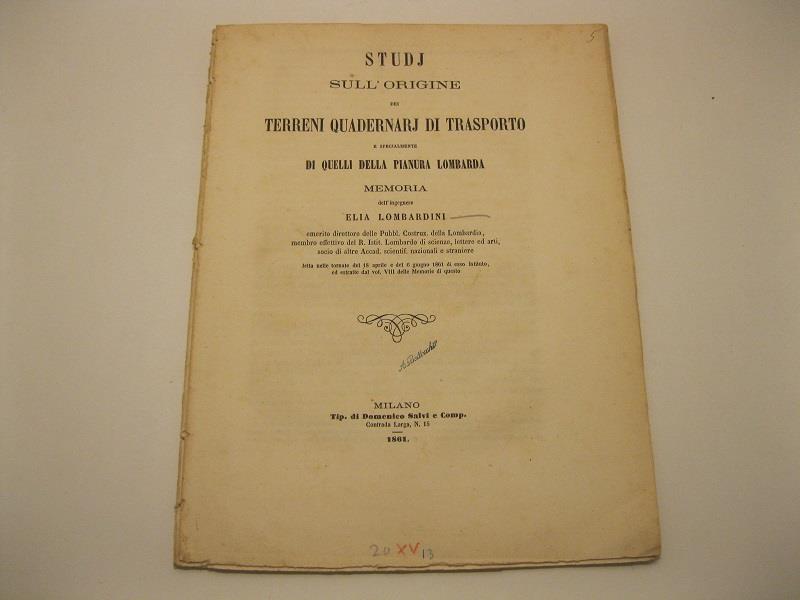 5
STUDJ
SULL'ORIGINE
DEI
TERRENI QUADERNARJ DI TRASPORTO
E SPECIALMENTE
DI QUELLI DELLA PIANURA LOMBARDA
MEMORIA
dell'ingegnere
ELIA LOMBARDINI
emerito direttore delle Pubbl. Costruz. della Lombardia,
membro effettivo del R. Istit. Lombardo di scienze, lettere ed arti,
socio di altre Accad. scientif. nazionali e straniere
letta nelle tornate del 18 aprile e del 6 giugno 1861 di esso Istituto,
ed estratta dal vol. VIII delle Memorie di questo
MILANO
Tip. di Domenico Salvi e Comp.
Contrada Larga, N. 15
1861.
20 XV 13